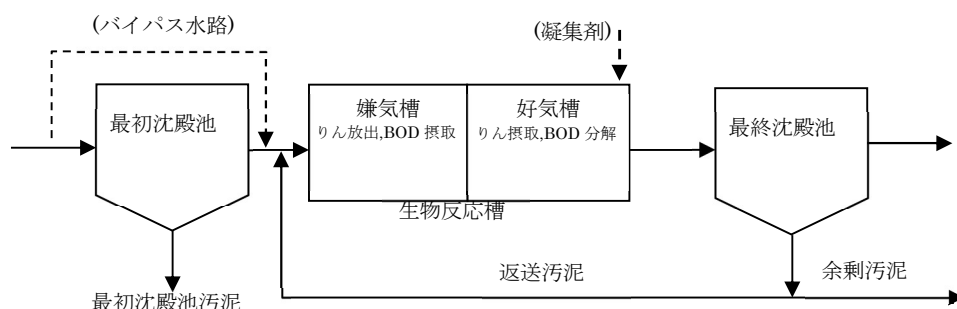 (バイパス水路)
(凝集剤)
最初沈殿池
嫌気槽
りん放出,BOD 摂取
好気槽
りん摂取,BOD 分解
最終沈殿池
生物反応槽
返送汚泥
余剰汚泥
最初沈殿池汚泥